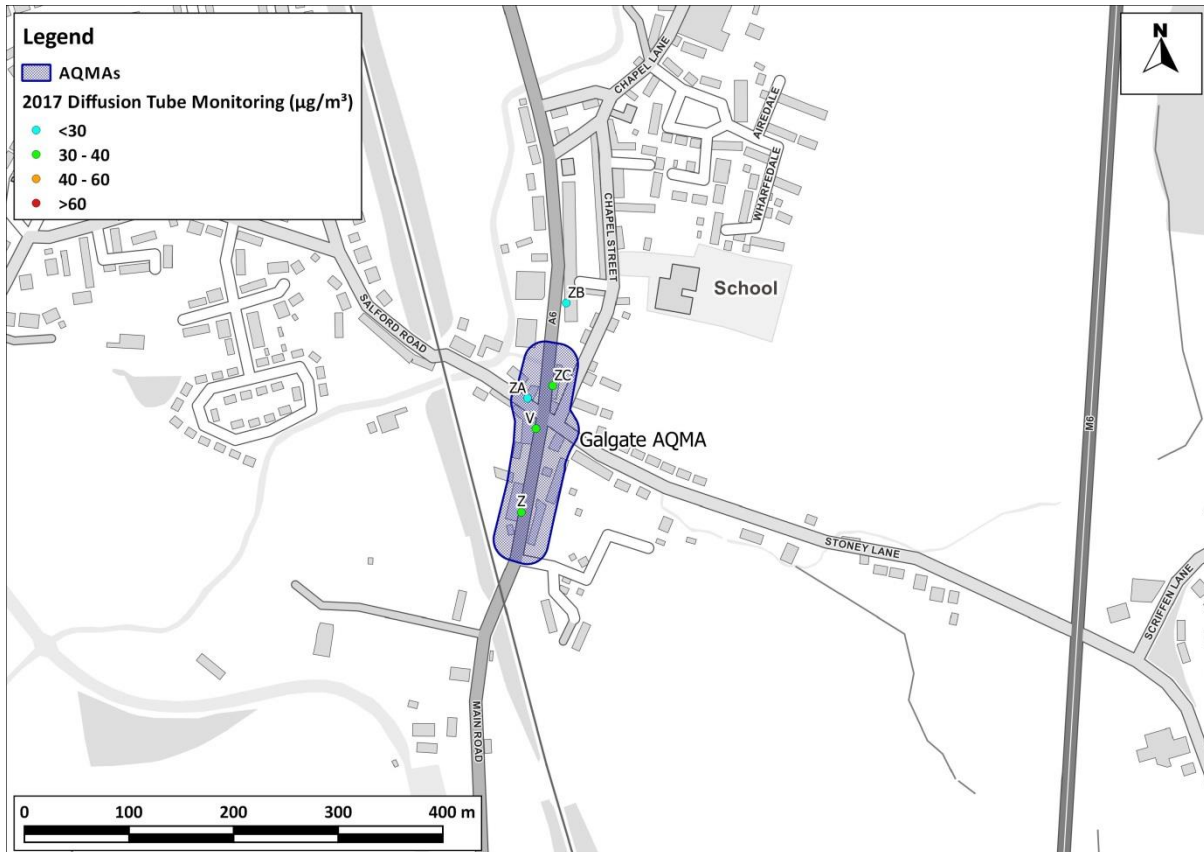 Legend
AQMAs
2017 Diffusion Tube Monitoring (µg/m³)
<30
30 - 40
40 - 60
>60
N
CHAPEL LANE
AIREDALE
WHARFEDALE
CHAPEL STREET
School
ZB
A6
SALFORD ROAD
ZC
ZA
V
Galgate AQMA
M6
Z
STONEY LANE
SCRIFFEN LANE
MAIN ROAD
0 100 200 300 400 m